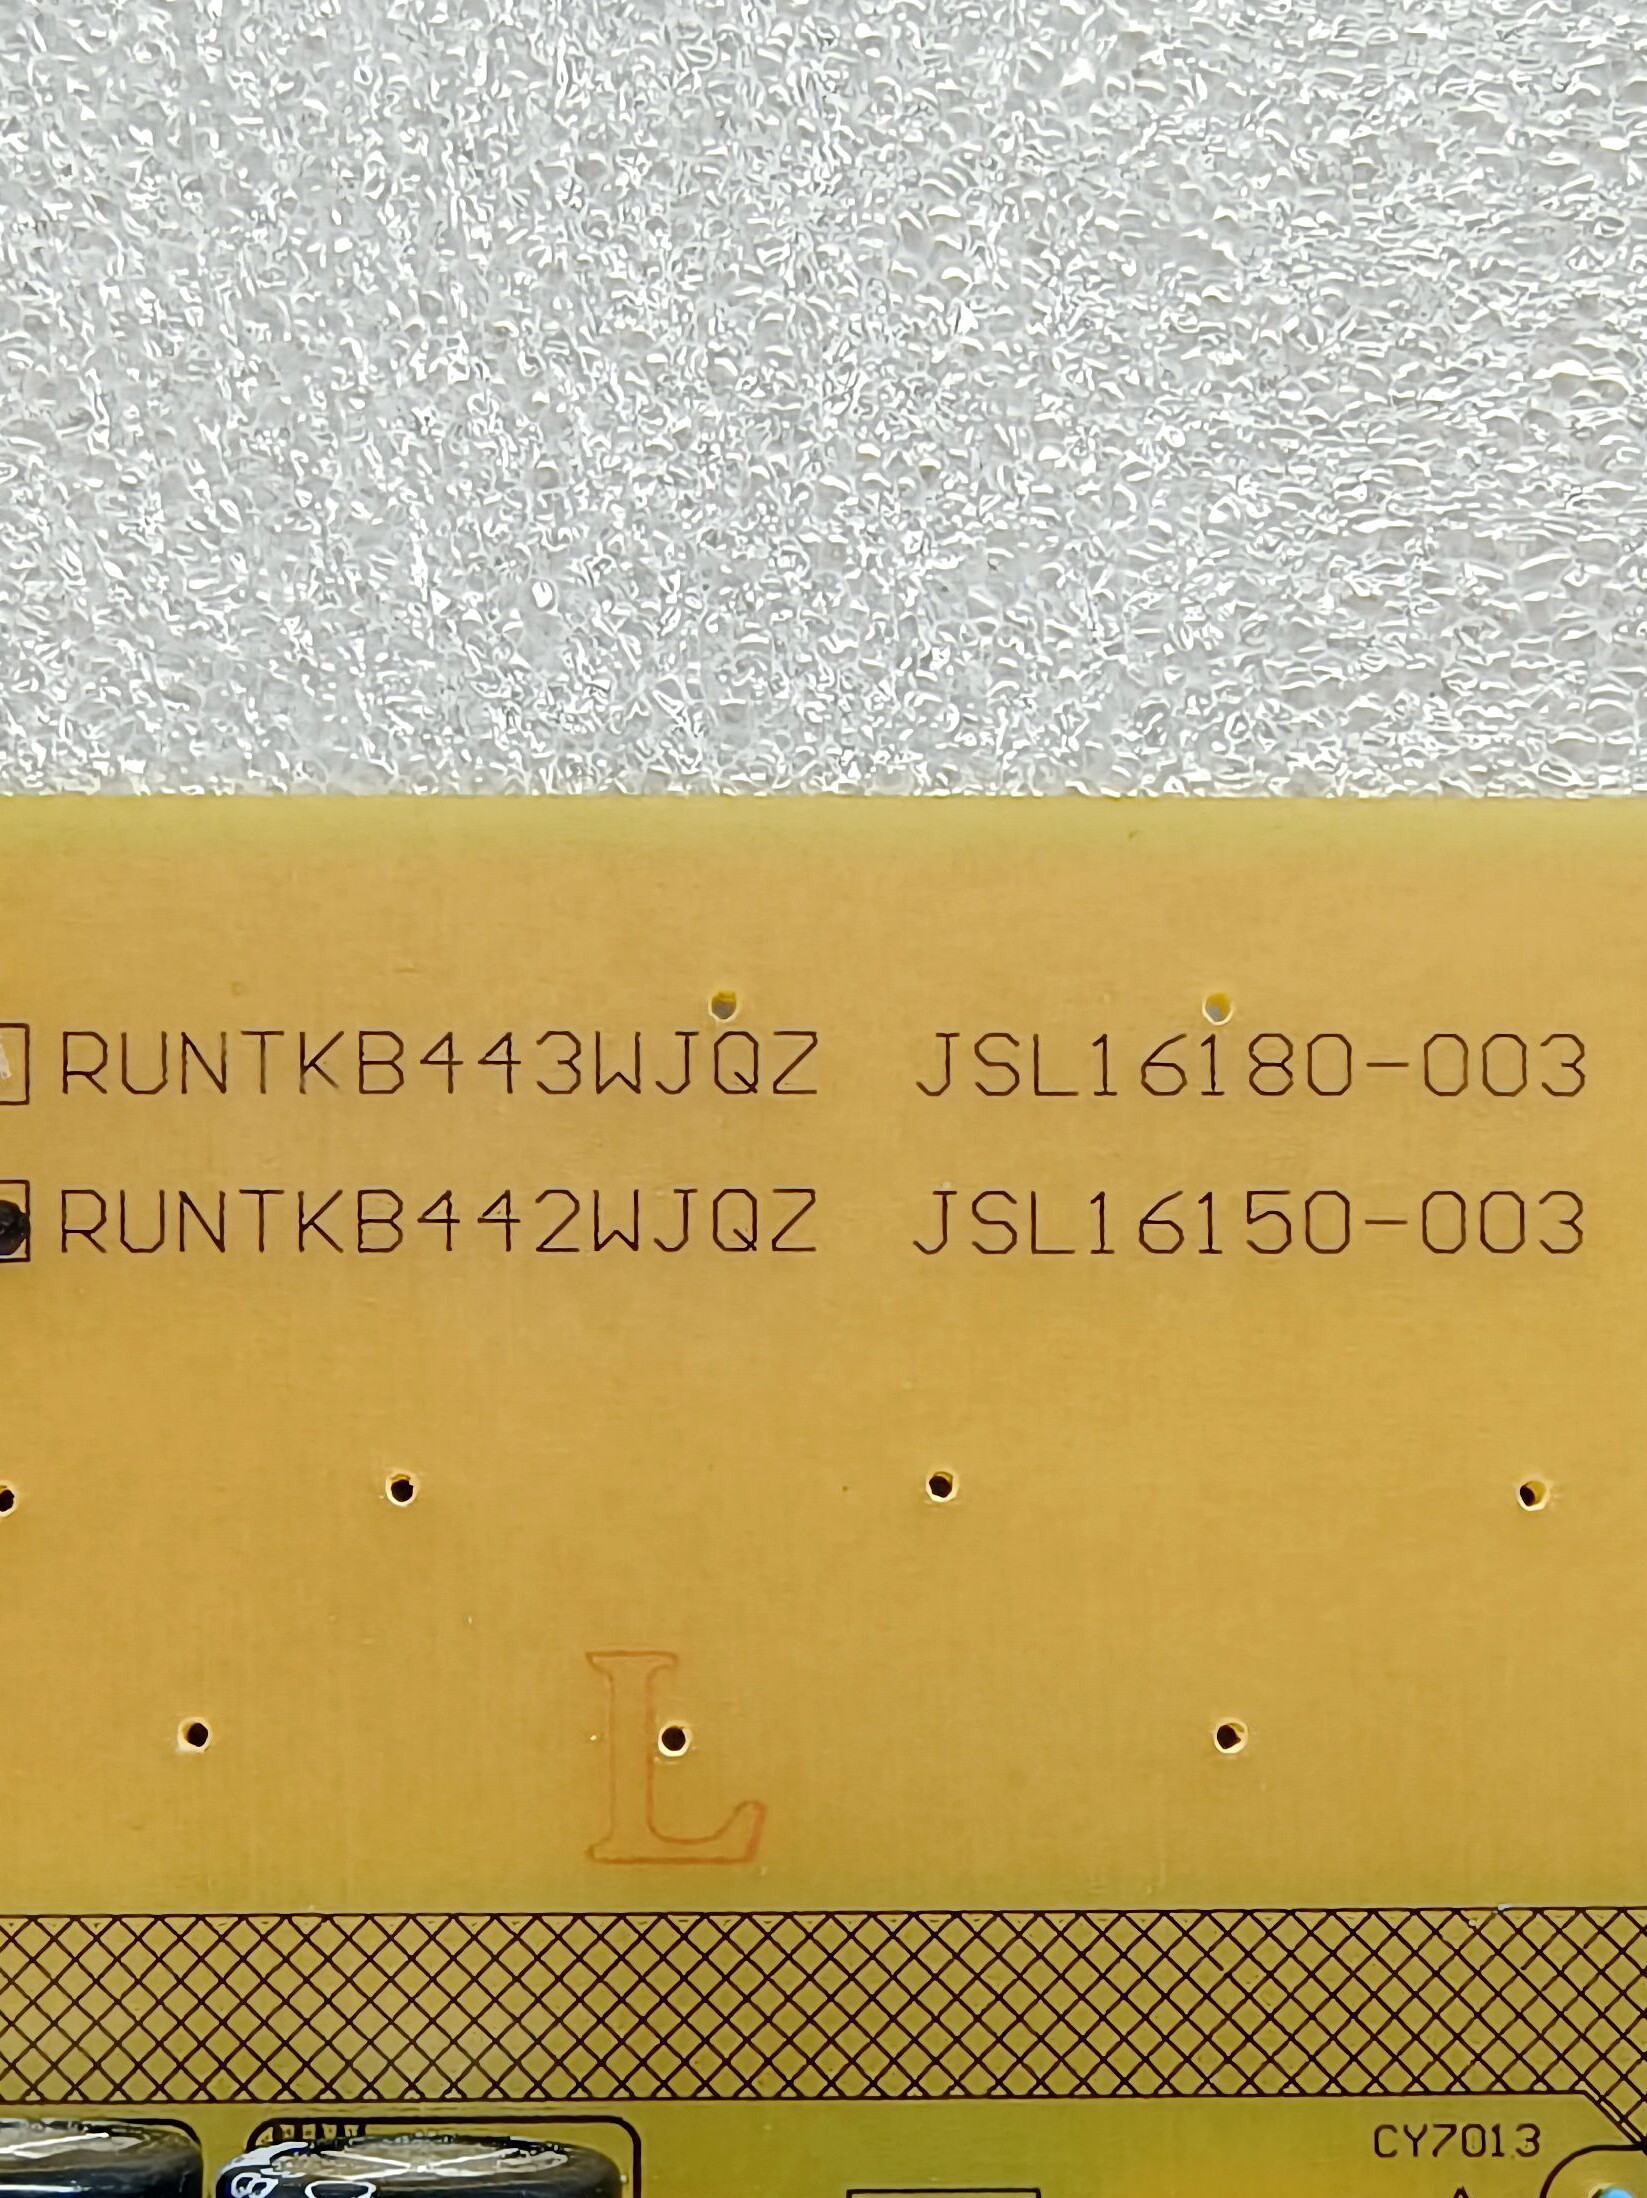 RUNTKB443WJQZ JSL16180-003
RUNTKB442WJQZ JSL16150-003
L
CY7013